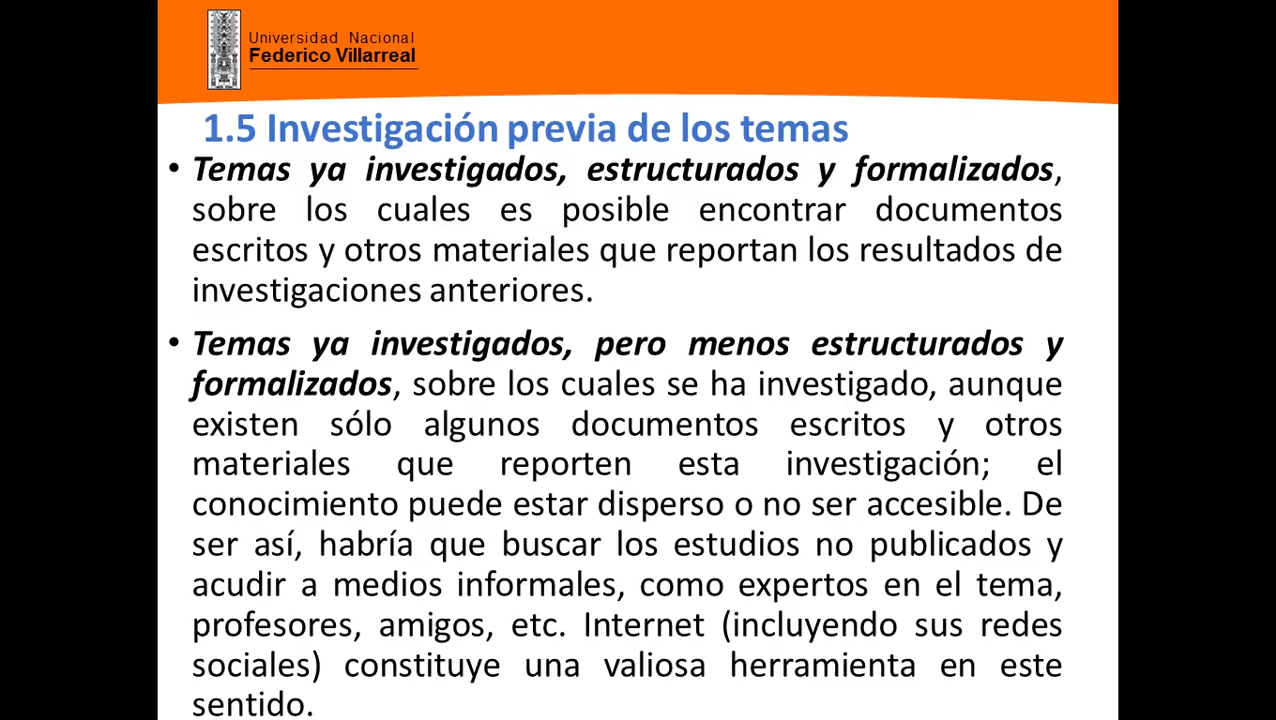 Universidad Nacional
Federico Villarreal
1.5 Investigación previa de los temas
• Temas ya investigados, estructurados y formalizados,
sobre los cuales es posible encontrar documentos
escritos y otros materiales que reportan los resultados de
investigaciones anteriores.
• Temas ya investigados, pero menos estructurados y
formalizados, sobre los cuales se ha investigado, aunque
existen sólo algunos documentos escritos y otros
materiales que reporten esta investigación; el
conocimiento puede estar disperso o no ser accesible. De
ser así, habría que buscar los estudios no publicados y
acudir a medios informales, como expertos en el tema,
profesores, amigos, etc. Internet (incluyendo sus redes
sociales) constituye una valiosa herramienta en este
sentido.